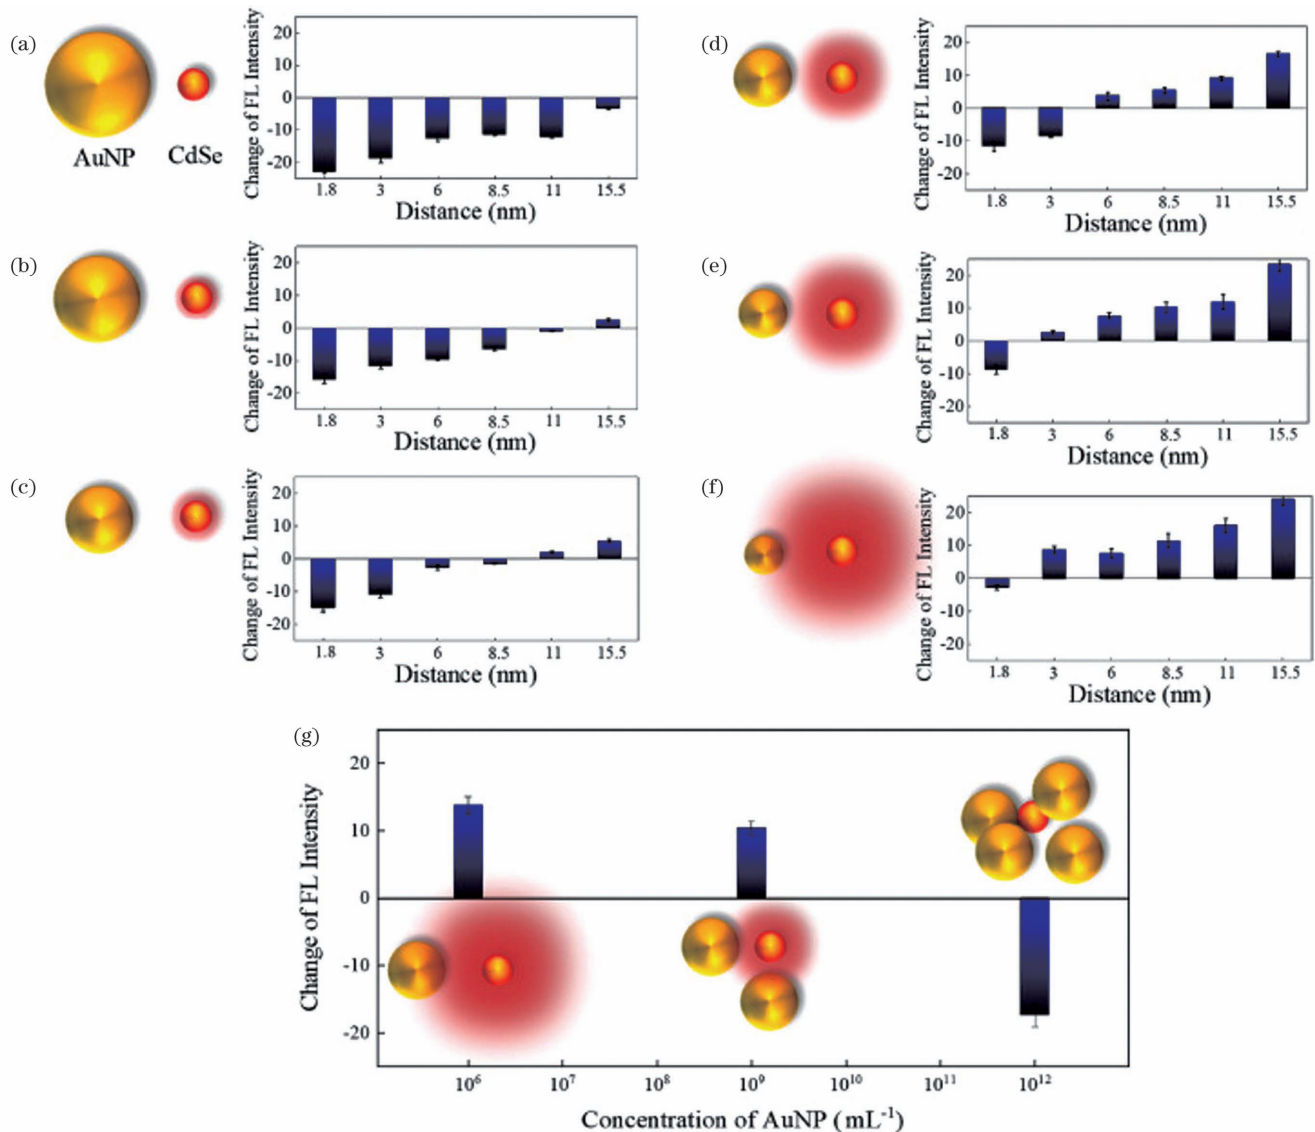 (a)
AuNP
CdSe
Change of FL Intensity
20
10
0
-10
-20
1.8 3 6 8.5 11 15.5
Distance (nm)
(b)
Change of FL Intensity
20
10
0
-10
-20
1.8 3 6 8.5 11 15.5
Distance (nm)
(c)
Change of FL Intensity
20
10
0
-10
-20
1.8 3 6 8.5 11 15.5
Distance (nm)
(d)
Change of FL Intensity
20
10
0
-10
-20
1.8 3 6 8.5 11 15.5
Distance (nm)
(e)
Change of FL Intensity
20
10
0
-10
-20
1.8 3 6 8.5 11 15.5
Distance (nm)
(f)
Change of FL Intensity
20
10
0
-10
-20
1.8 3 6 8.5 11 15.5
Distance (nm)
(g)
Change of FL Intensity
20
10
0
-10
-20
10⁶ 10⁷ 10⁸ 10⁹ 10¹⁰ 10¹¹ 10¹²
Concentration of AuNP (mL⁻¹)